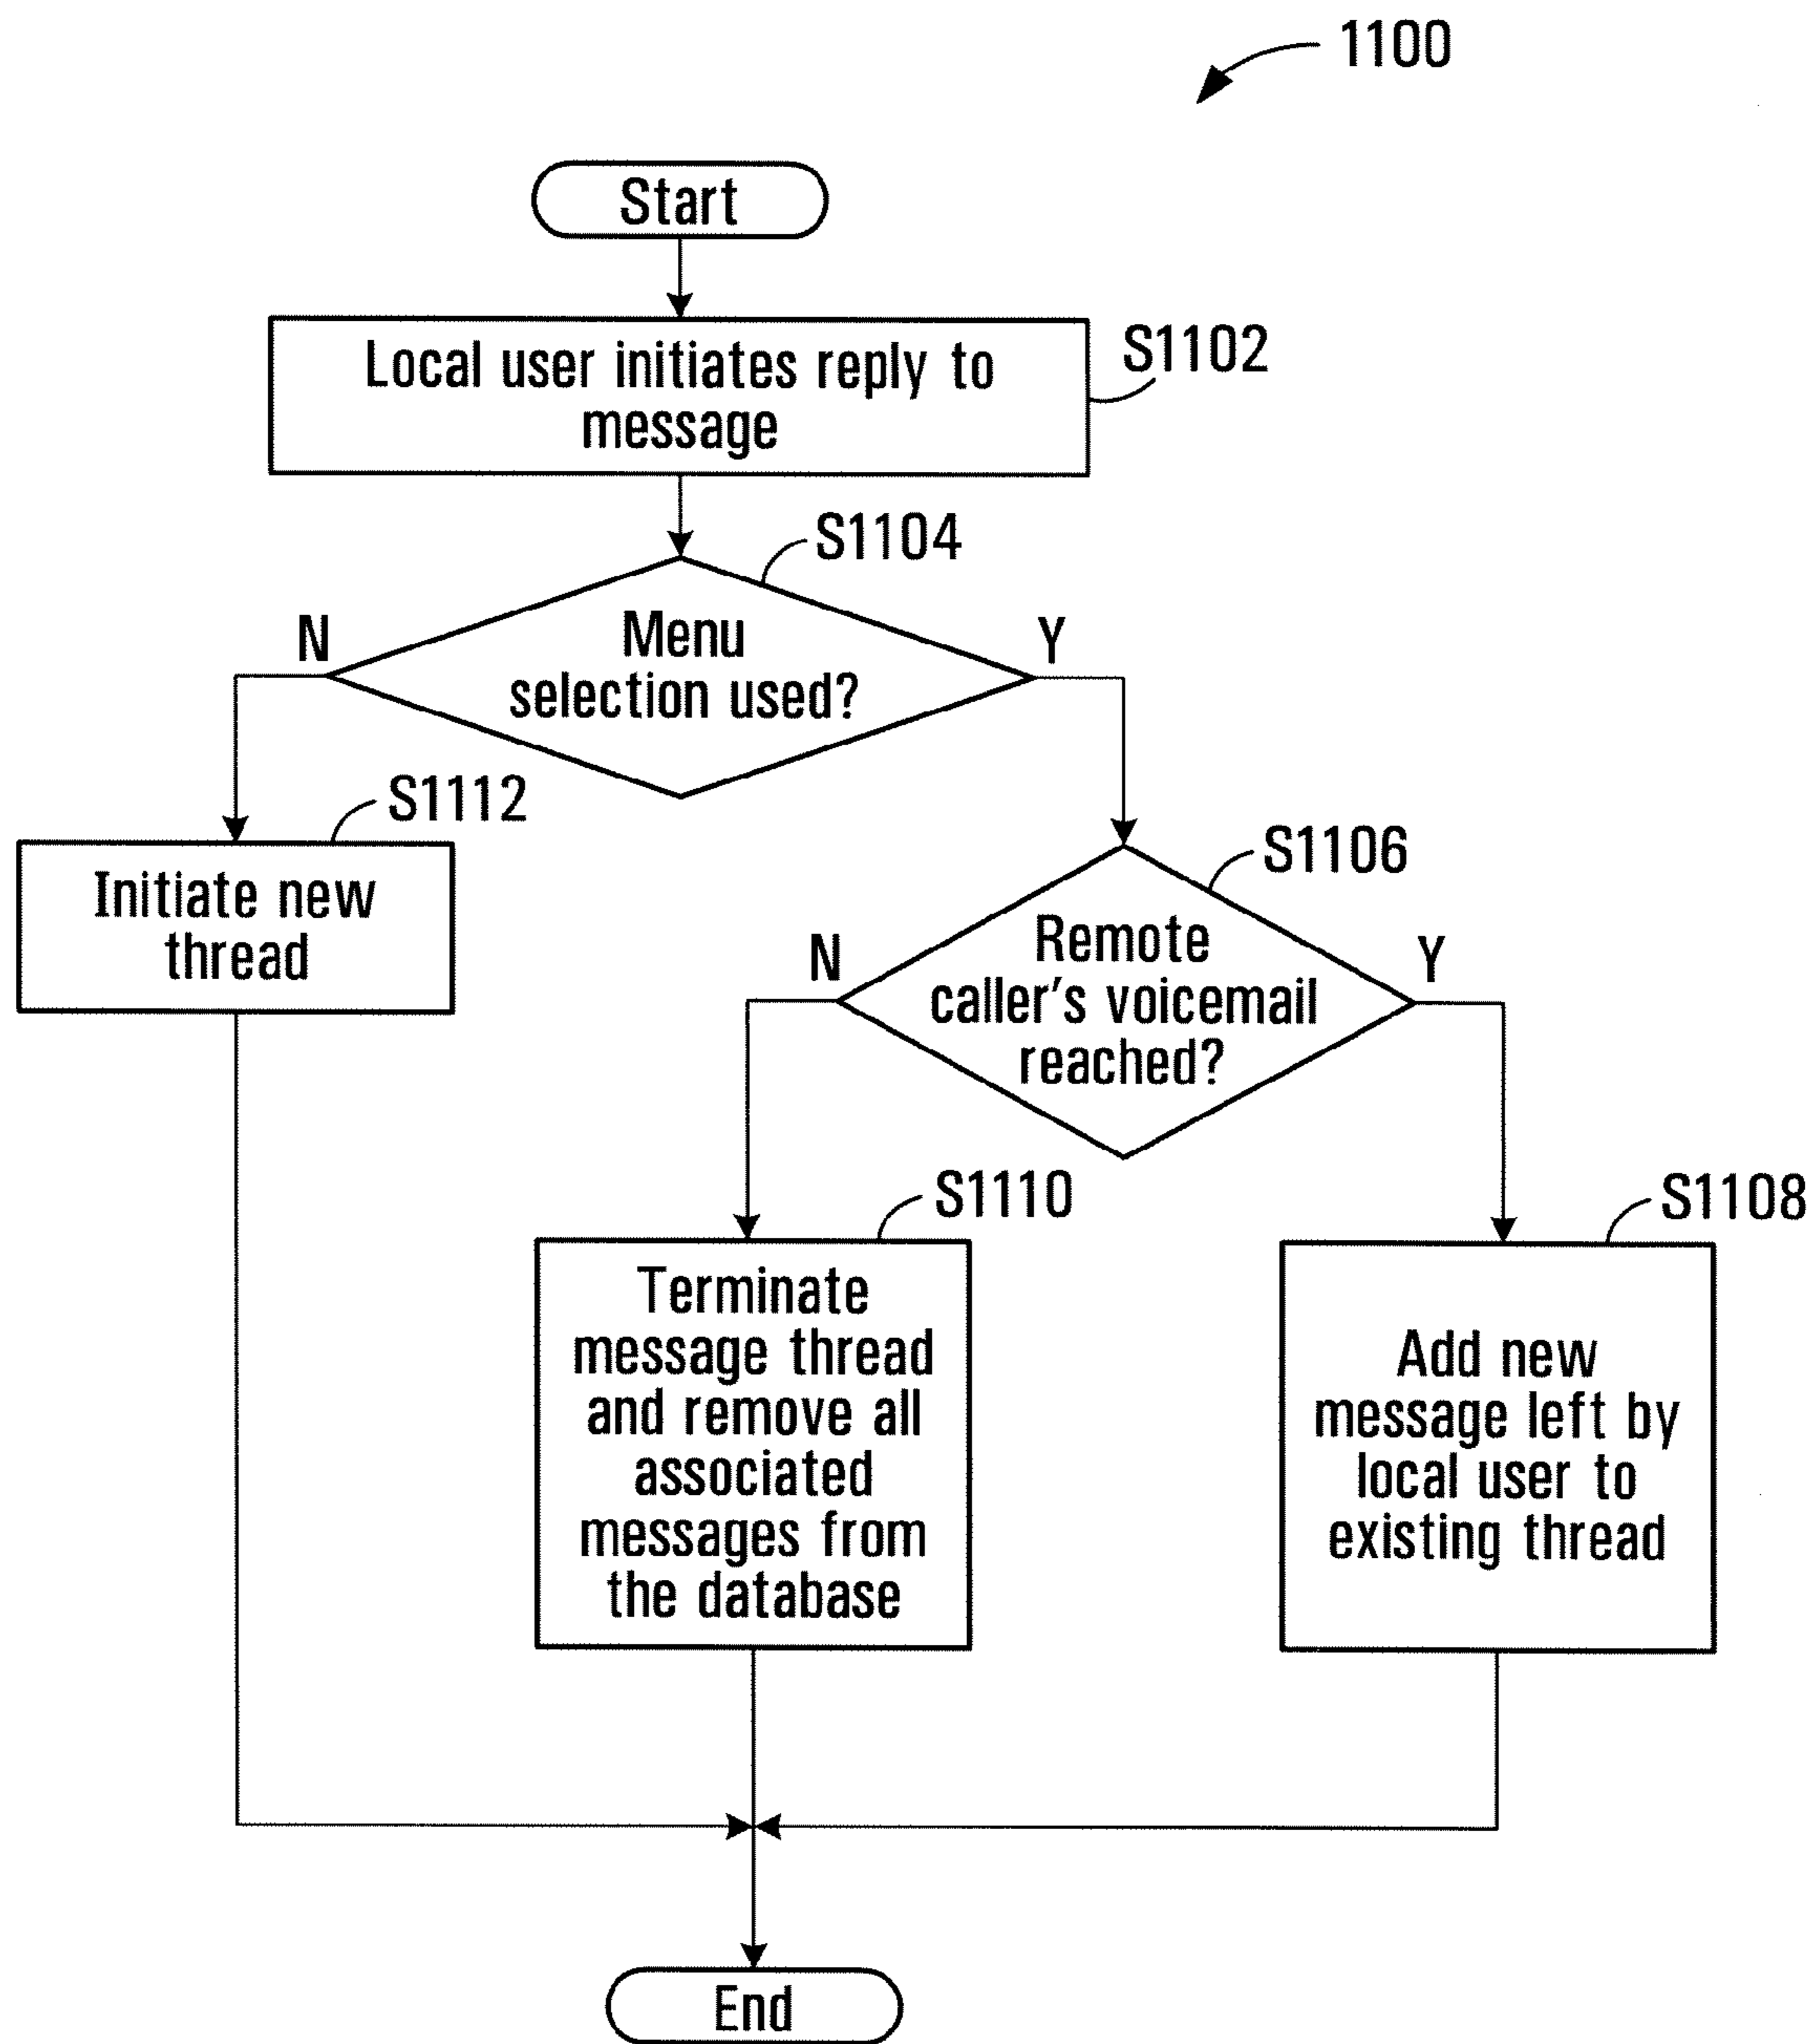 1100
Start
Local user initiates reply to
message
S1102
S1104
Menu
selection used?
N
Y
S1112
Initiate new
thread
S1106
Remote
caller's voicemail
reached?
N
Y
S1110
Terminate
message thread
and remove all
associated
messages from
the database
S1108
Add new
message left by
local user to
existing thread
End